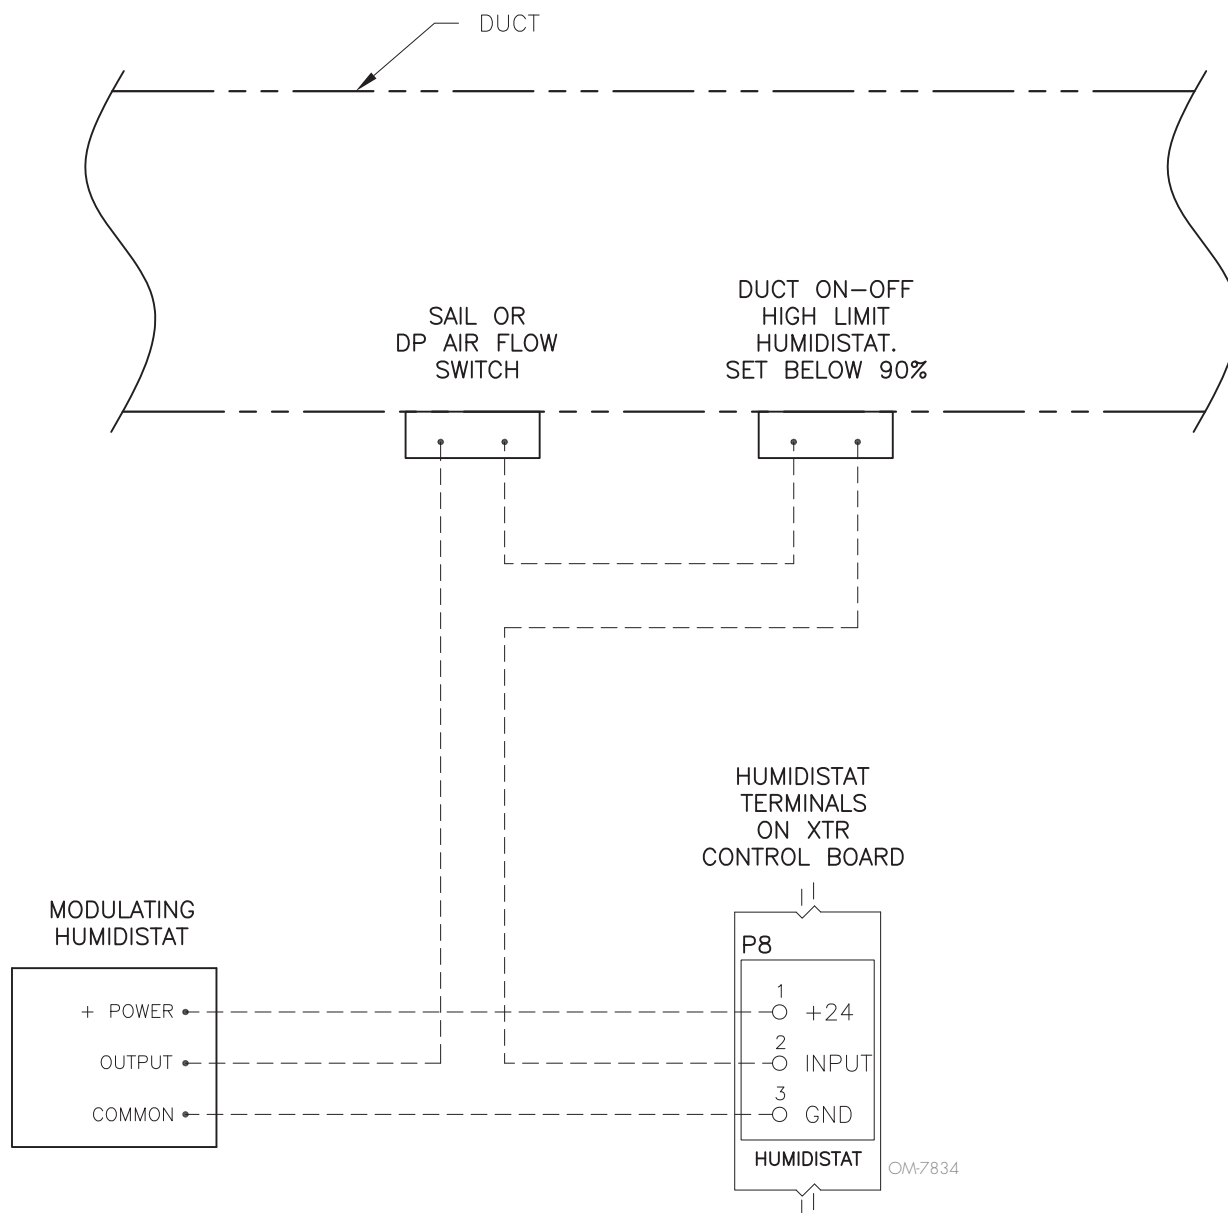 DUCT
SAIL OR
DP AIR FLOW
SWITCH
DUCT ON-OFF
HIGH LIMIT
HUMIDISTAT.
SET BELOW 90%
HUMIDISTAT
TERMINALS
ON XTR
CONTROL BOARD
MODULATING
HUMIDISTAT
+ POWER
OUTPUT
COMMON
P8
1
+24
2
INPUT
3
GND
HUMIDISTAT
OM-7834